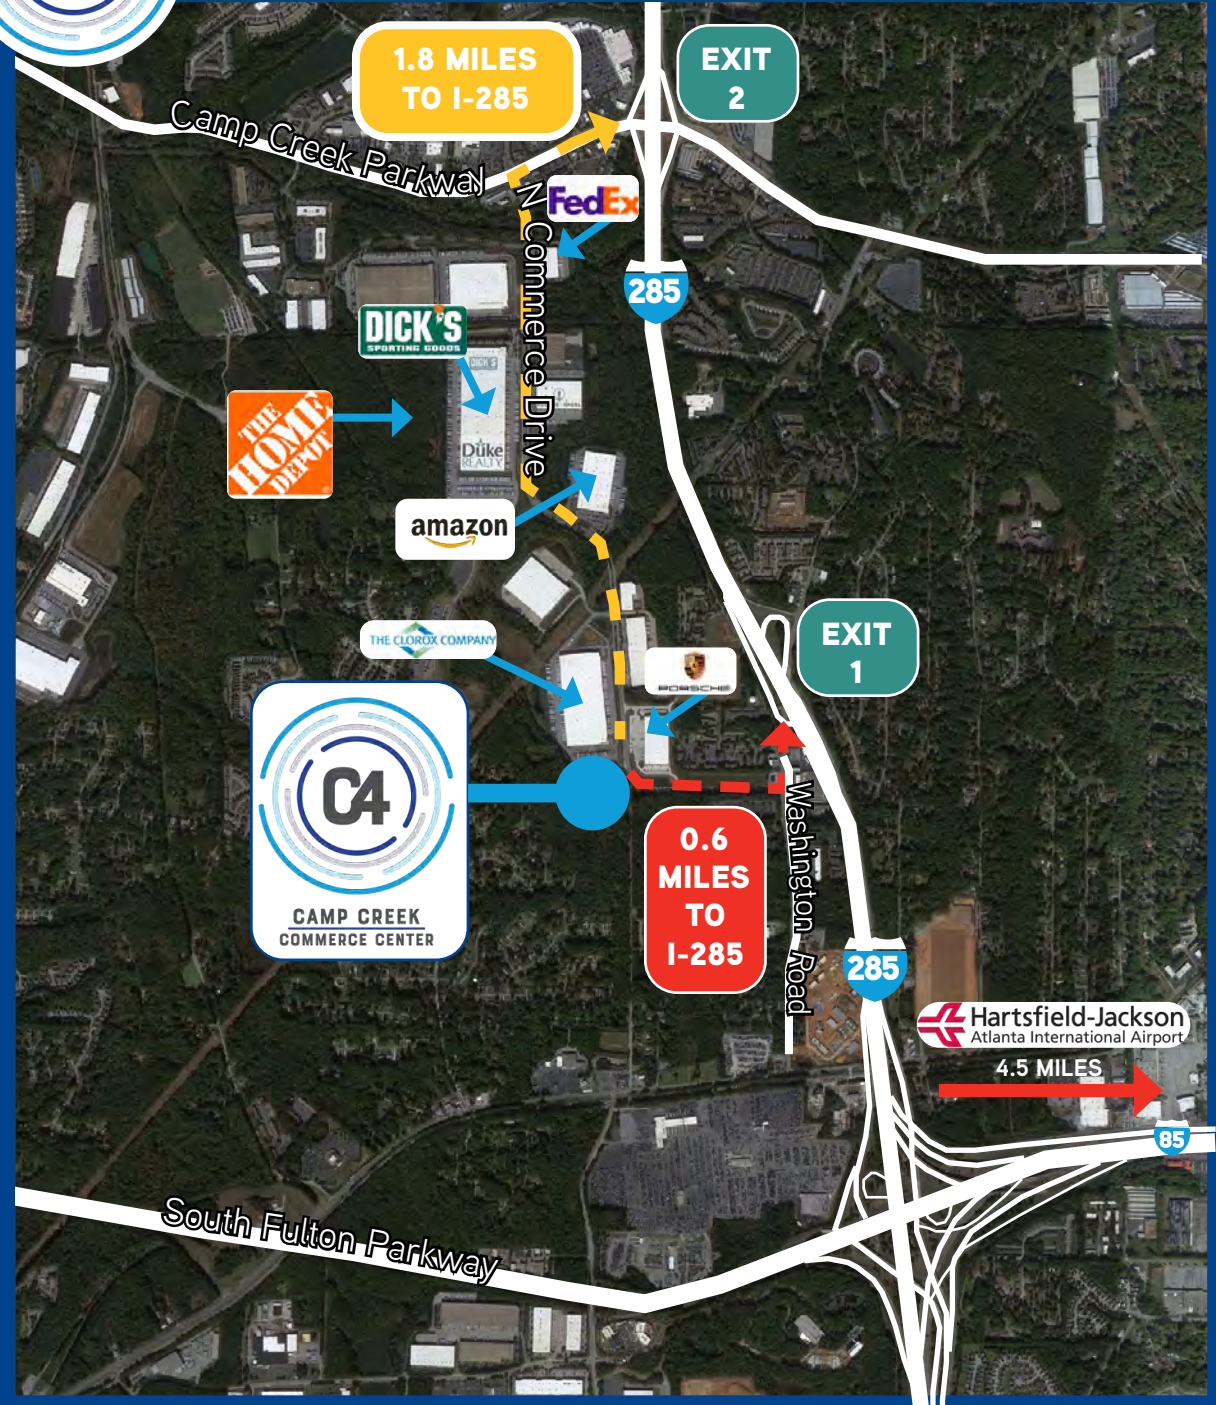 1.8 MILES
TO I-285
EXIT
2
Camp Creek Parkway
N Commerce Drive
FedEx
285
DICK'S
SPORTING GOODS
DICK'S
THE
HOME
DEPOT
Duke
REALTY
amazon
THE CLOROX COMPANY
PORSCHE
EXIT
1
C4
CAMP CREEK
COMMERCE CENTER
0.6
MILES
TO
I-285
Washington Road
285
Hartsfield-Jackson
Atlanta International Airport
4.5 MILES
85
South Fulton Parkway